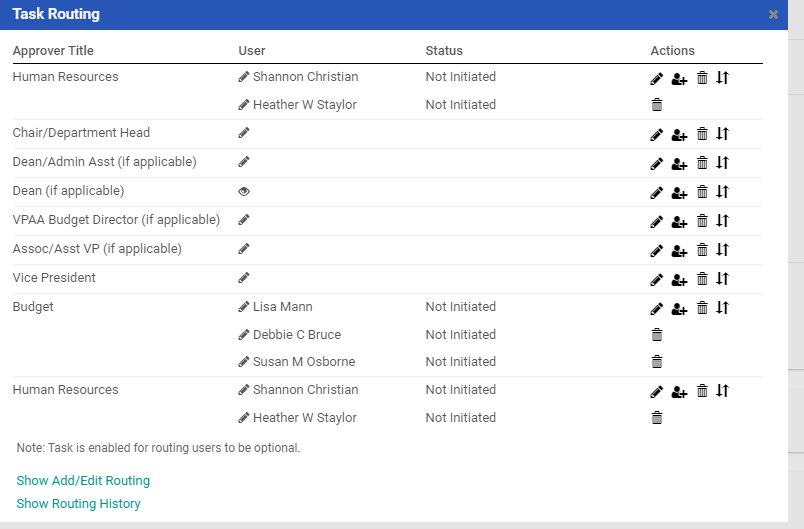 Task Routing
Approver Title User Status Actions
Human Resources Shannon Christian Not Initiated
Heather W Staylor Not Initiated
Chair/Department Head
Dean/Admin Asst (if applicable)
Dean (if applicable)
VPAA Budget Director (if applicable)
Assoc/Asst VP (if applicable)
Vice President
Budget Lisa Mann Not Initiated
Debbie C Bruce Not Initiated
Susan M Osborne Not Initiated
Human Resources Shannon Christian Not Initiated
Heather W Staylor Not Initiated
Note: Task is enabled for routing users to be optional.
Show Add/Edit Routing
Show Routing History